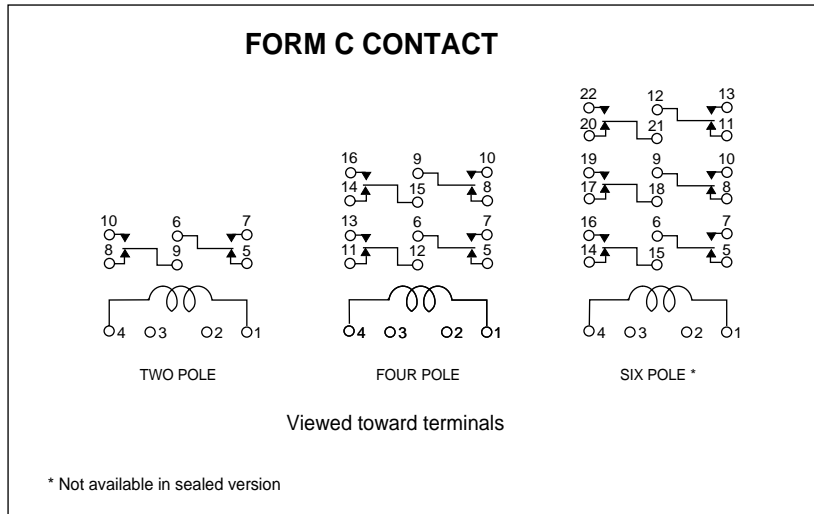 FORM C CONTACT
22 12 13
20 21 11
16 9 10 19 9 10
14 15 8 17 18 8
10 6 7 13 6 7 16 6 7
8 9 5 11 12 5 14 15 5
4 3 2 1 4 3 2 1 4 3 2 1
TWO POLE FOUR POLE SIX POLE *
Viewed toward terminals
* Not available in sealed version